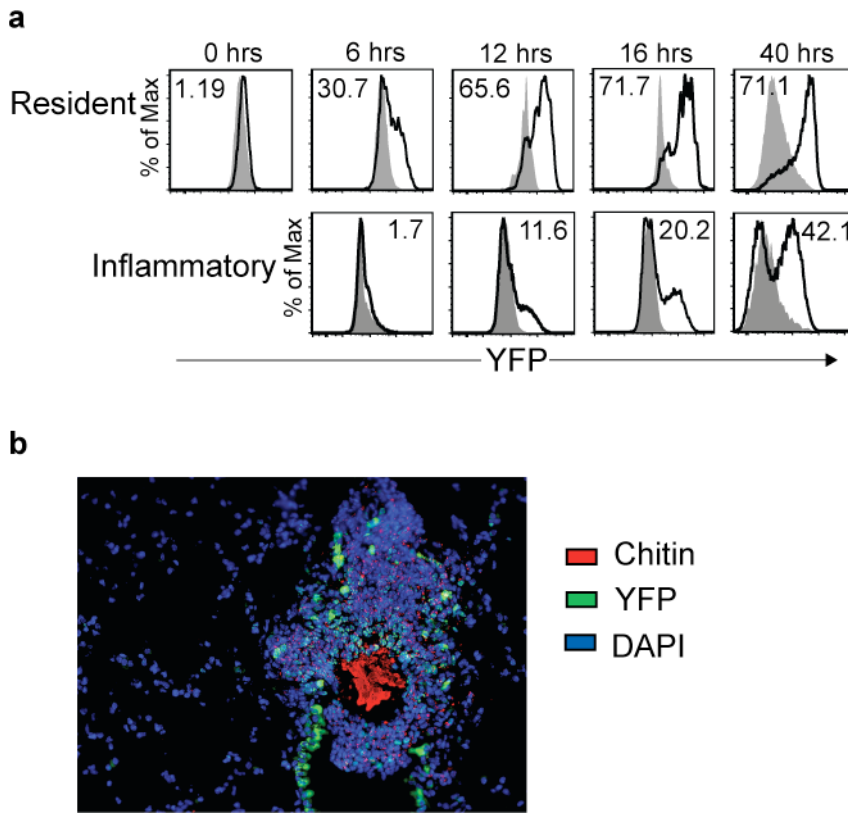 a
0 hrs 6 hrs 12 hrs 16 hrs 40 hrs
Resident % of Max 1.19 30.7 65.6 71.7 71.1
Inflammatory % of Max 1.7 11.6 20.2 42.1
YFP
b
Chitin
YFP
DAPI